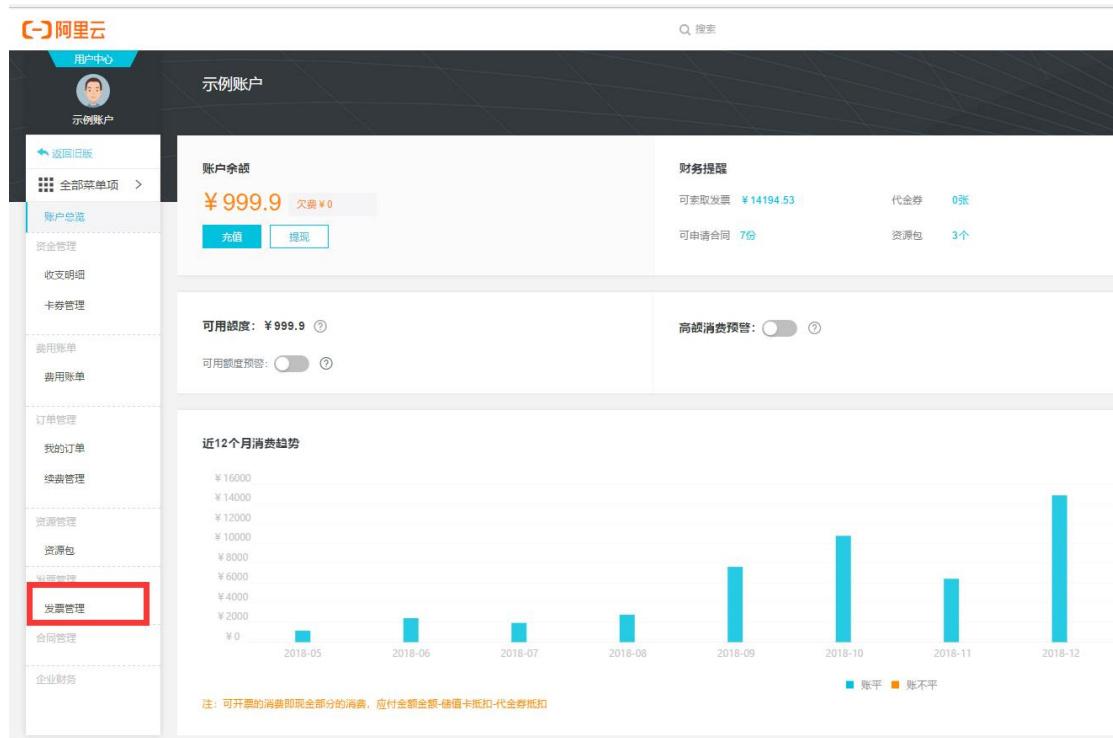 阿里云
搜索
用户中心
示例账户
示例账户
返回旧版
全部菜单项 >
账户总览
资金管理
收支明细
卡券管理
费用账单
费用账单
订单管理
我的订单
续费管理
资源管理
资源包
发票管理
发票管理
合同管理
企业财务
账户余额
¥999.9 欠费¥0
充值 提现
财务提醒
可索取发票 ¥14194.53 代金券 0张
可申请合同 7份 资源包 3个
可用额度：¥999.9 ?
可用额度预警: ?
高额消费预警: ?
近12个月消费趋势
¥16000
¥14000
¥12000
¥10000
¥8000
¥6000
¥4000
¥2000
¥0
2018-05 2018-06 2018-07 2018-08 2018-09 2018-10 2018-11 2018-12
账平 账不平
注：可开票的消费即现金部分的消费，应付金额金额-储值卡抵扣-代金券抵扣